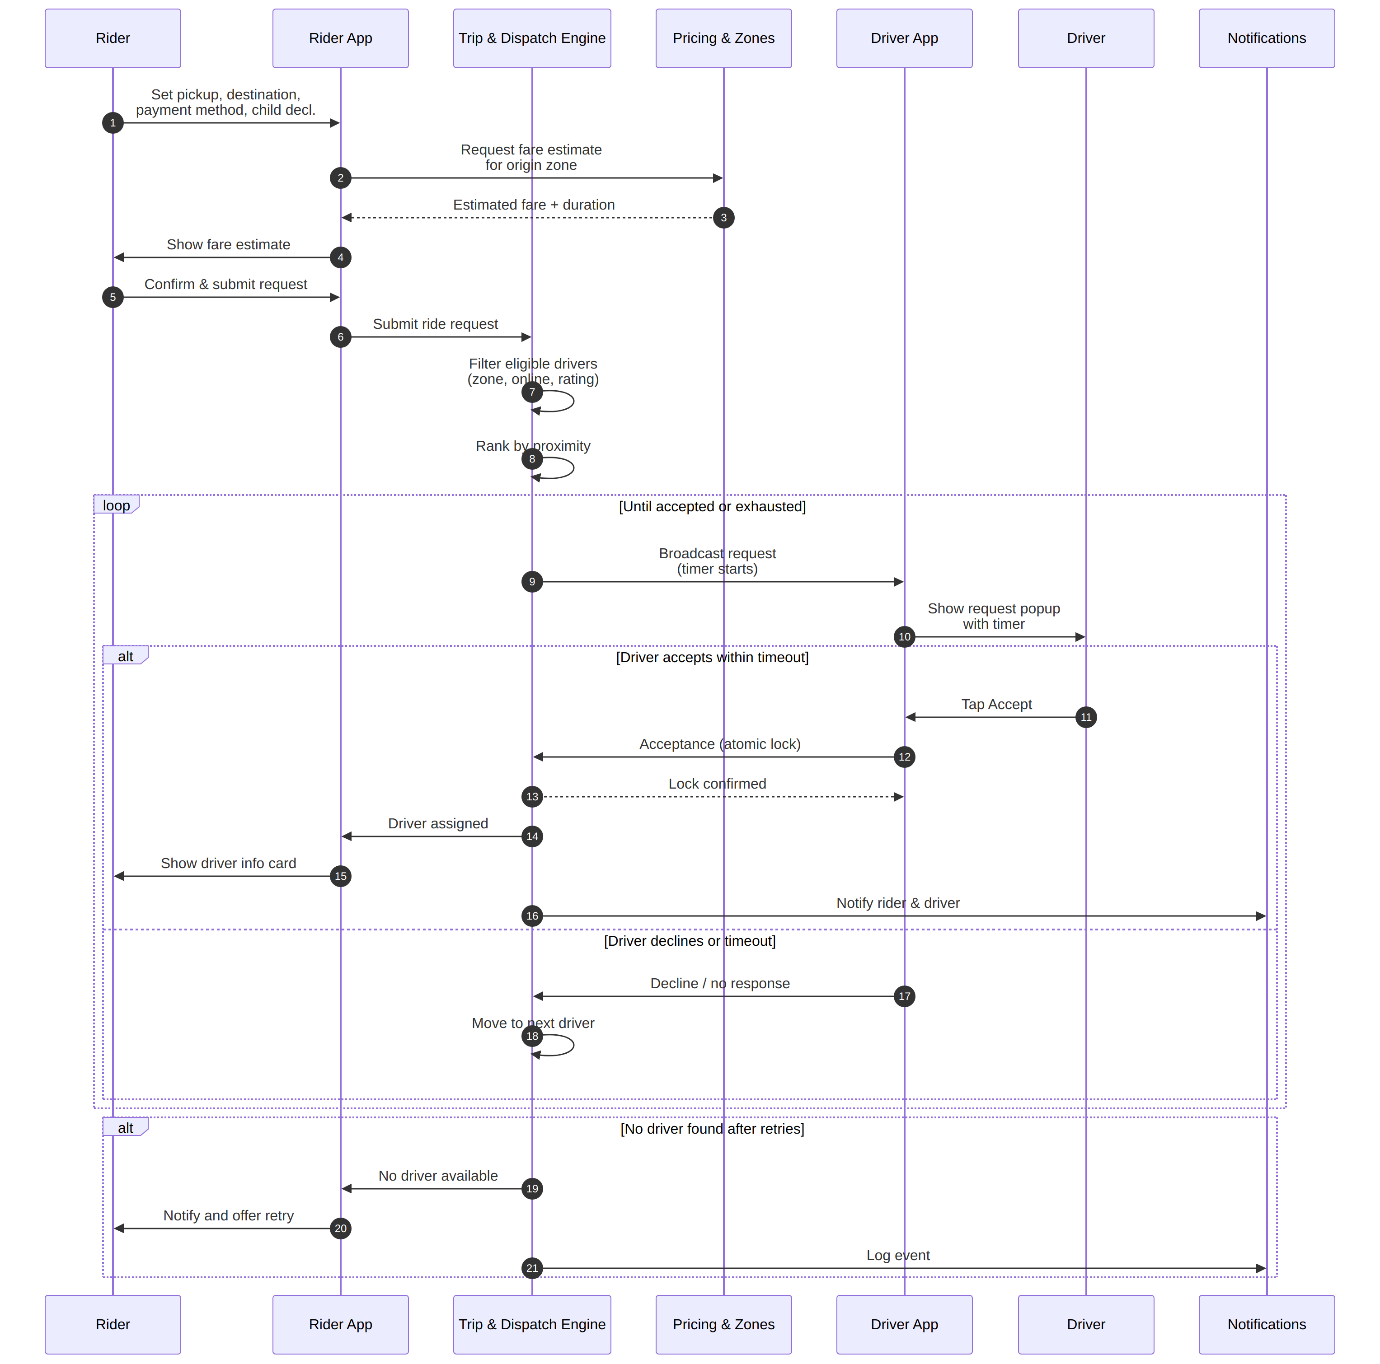 Rider
Rider App
Trip & Dispatch Engine
Pricing & Zones
Driver App
Driver
Notifications
Set pickup, destination,
payment method, child decl.
1
Request fare estimate
for origin zone
2
Estimated fare + duration
3
Show fare estimate
4
Confirm & submit request
5
Submit ride request
6
Filter eligible drivers
(zone, online, rating)
7
Rank by proximity
8
loop
[Until accepted or exhausted]
Broadcast request
(timer starts)
9
Show request popup
with timer
10
alt
[Driver accepts within timeout]
Tap Accept
11
Acceptance (atomic lock)
12
Lock confirmed
13
Driver assigned
14
Show driver info card
15
Notify rider & driver
16
[Driver declines or timeout]
Decline / no response
17
Move to next driver
18
alt
[No driver found after retries]
No driver available
19
Notify and offer retry
20
Log event
21
Rider
Rider App
Trip & Dispatch Engine
Pricing & Zones
Driver App
Driver
Notifications